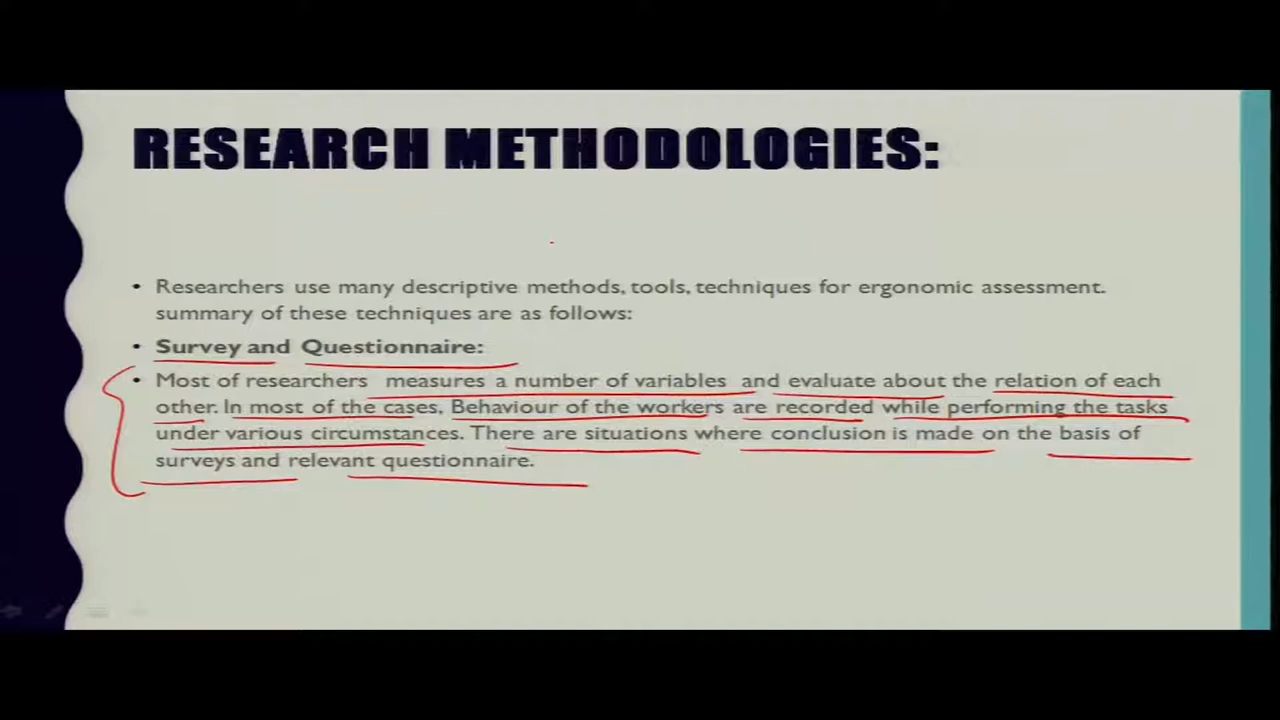 RESEARCH METHODOLOGIES:
• Researchers use many descriptive methods, tools, techniques for ergonomic assessment.
summary of these techniques are as follows:
• Survey and Questionnaire:
• Most of researchers measures a number of variables and evaluate about the relation of each
other. In most of the cases, Behaviour of the workers are recorded while performing the tasks
under various circumstances. There are situations where conclusion is made on the basis of
surveys and relevant questionnaire.